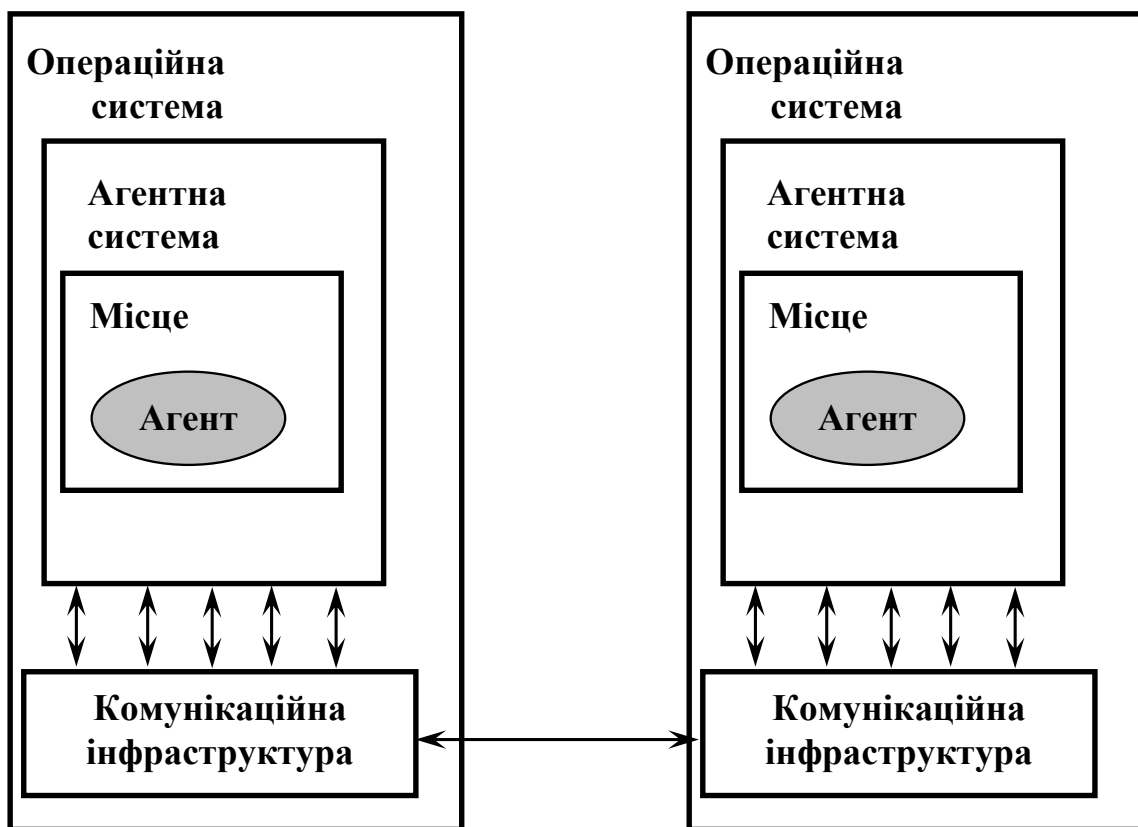 Операційна
система
Агентна
система
Місце
Агент
Комунікаційна
інфраструктура
Операційна
система
Агентна
система
Місце
Агент
Комунікаційна
інфраструктура